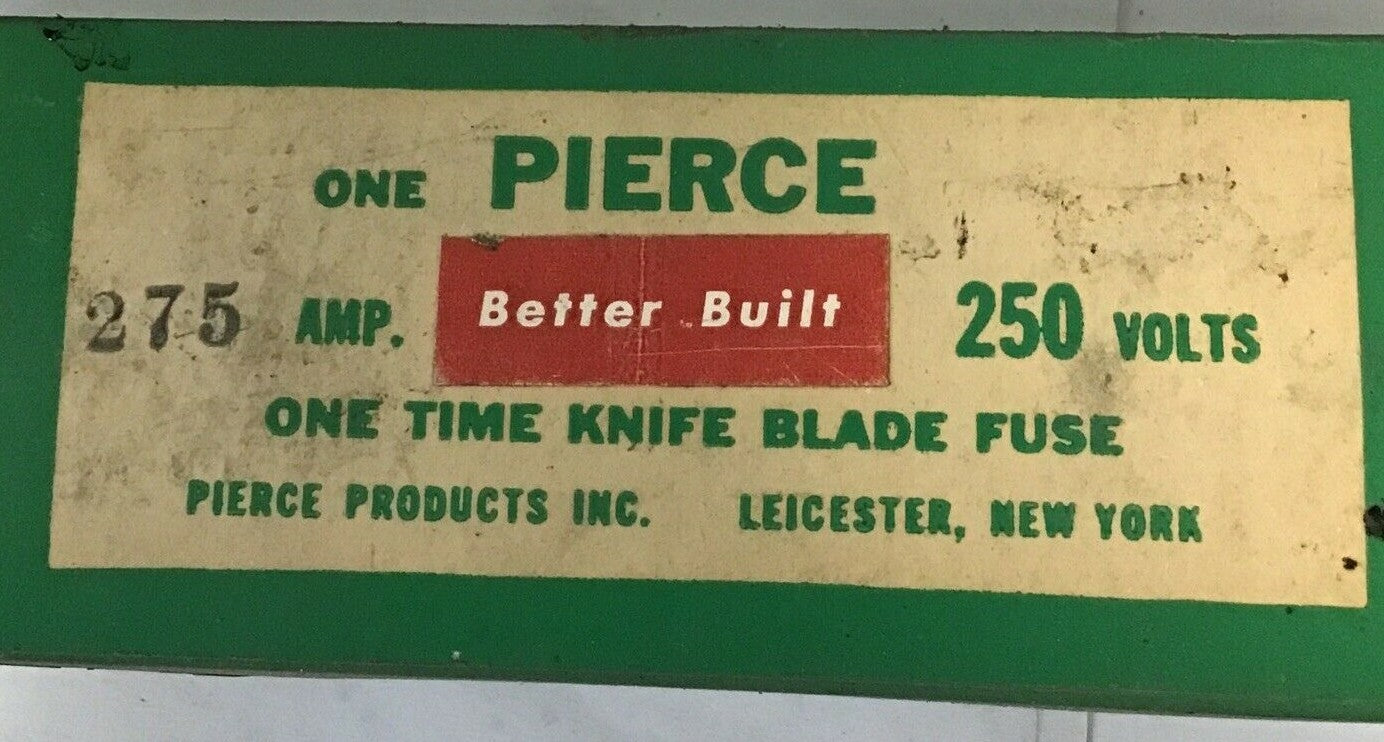 ONE PIERCE
275 AMP. Better Built 250 VOLTS
ONE TIME KNIFE BLADE FUSE
PIERCE PRODUCTS INC. LEICESTER, NEW YORK